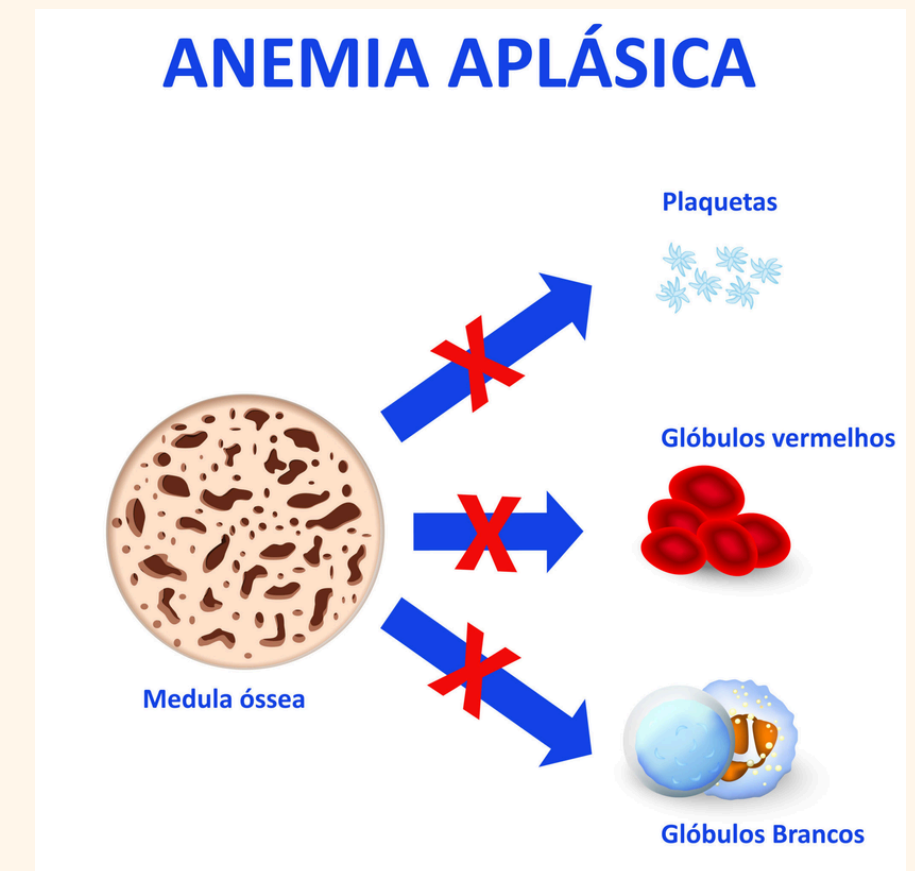 ANEMIA APLÁSICA
Plaquetas
Glóbulos vermelhos
Medula óssea
Glóbulos Brancos